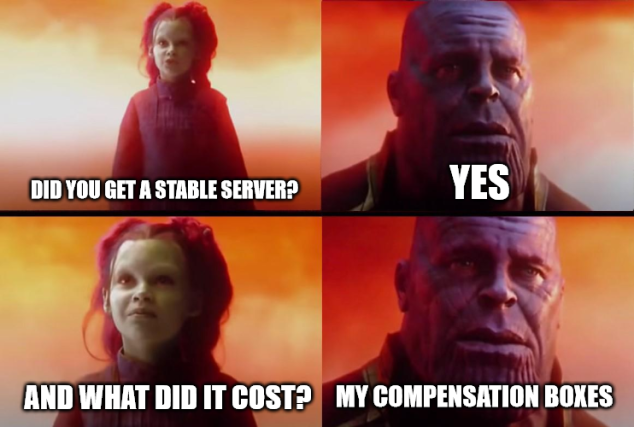 DID YOU GET A STABLE SERVER?
YES
AND WHAT DID IT COST?
MY COMPENSATION BOXES